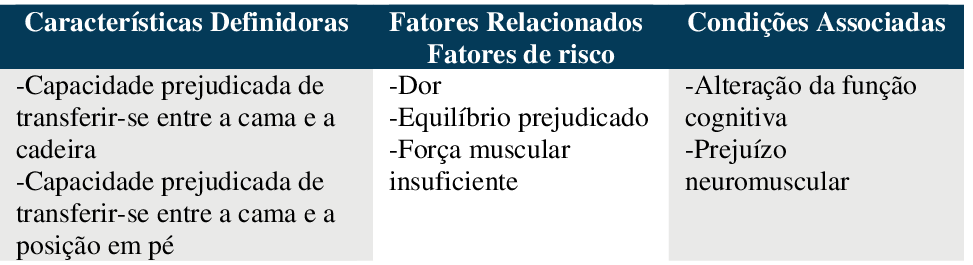 Características Definidoras
Fatores Relacionados
Fatores de risco
Condições Associadas
-Capacidade prejudicada de
transferir-se entre a cama e a
cadeira
-Capacidade prejudicada de
transferir-se entre a cama e a
posição em pé
-Dor
-Equilíbrio prejudicado
-Força muscular
insuficiente
-Alteração da função
cognitiva
-Prejuízo
neuromuscular